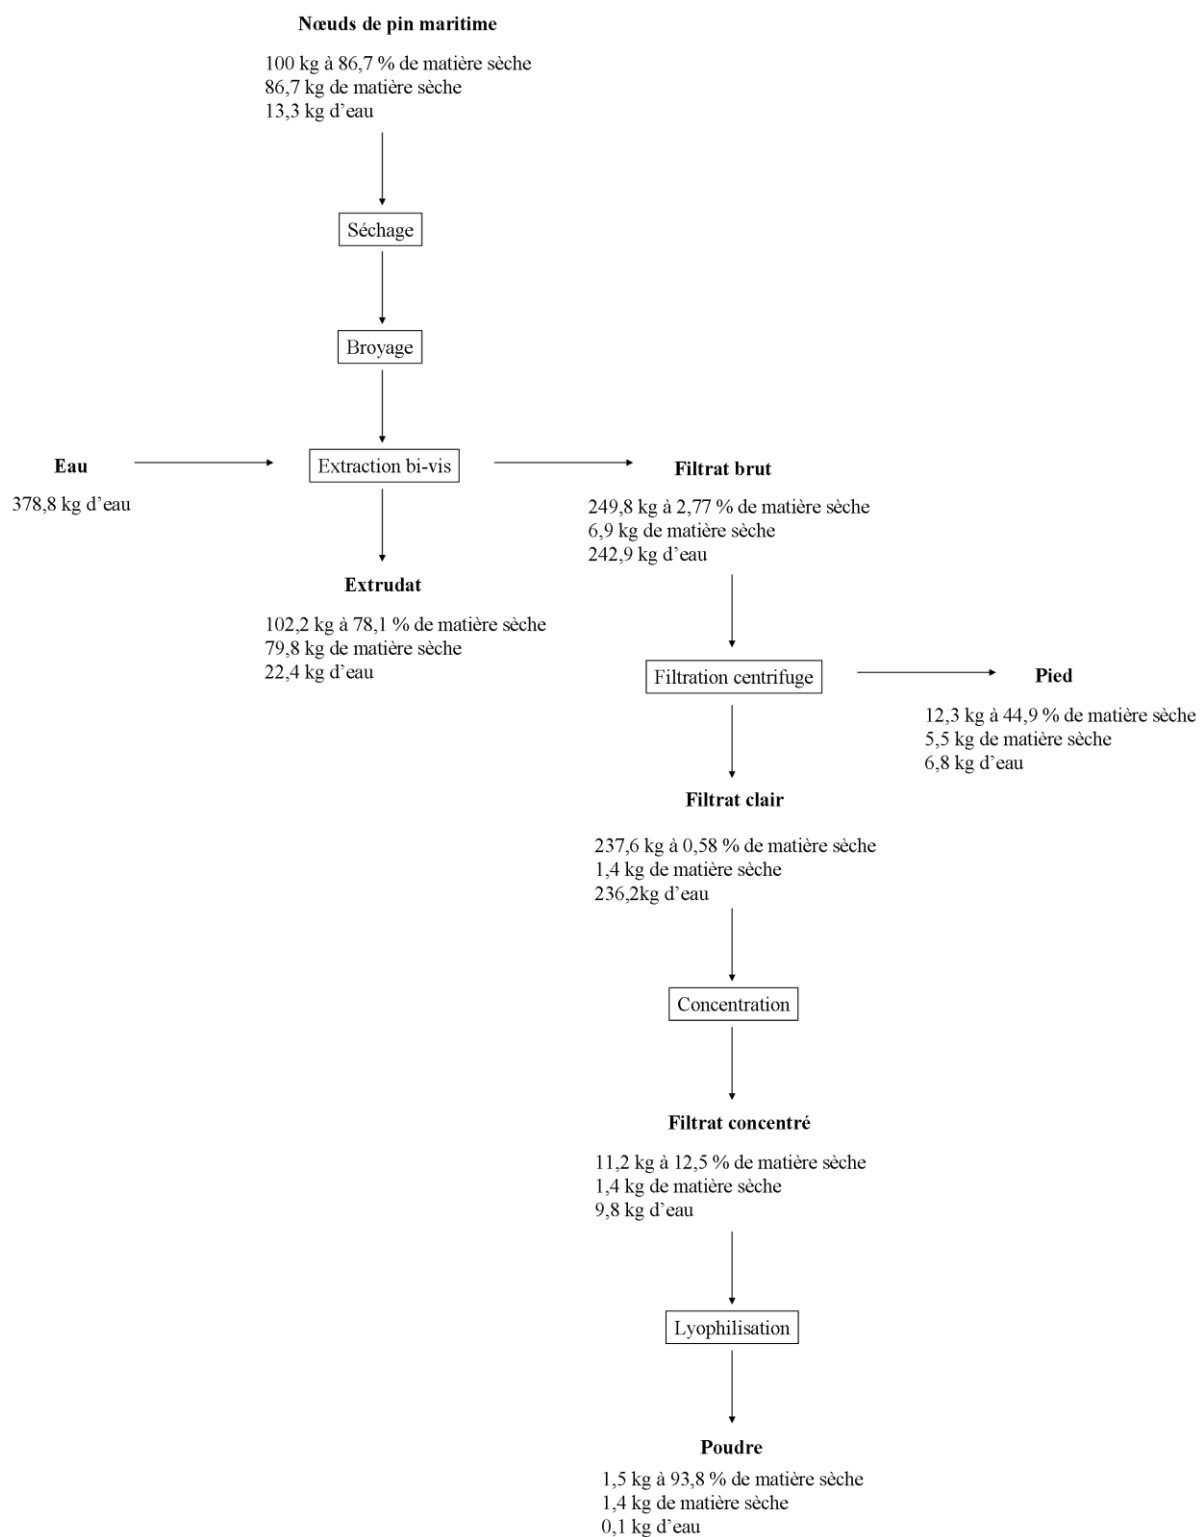 Nœuds de pin maritime
100 kg à 86,7 % de matière sèche
86,7 kg de matière sèche
13,3 kg d’eau
Séchage
Broyage
Eau
378,8 kg d’eau
Extraction bi-vis
Filtrat brut
249,8 kg à 2,77 % de matière sèche
6,9 kg de matière sèche
242,9 kg d’eau
Extrudat
102,2 kg à 78,1 % de matière sèche
79,8 kg de matière sèche
22,4 kg d’eau
Filtration centrifuge
Pied
12,3 kg à 44,9 % de matière sèche
5,5 kg de matière sèche
6,8 kg d’eau
Filtrat clair
237,6 kg à 0,58 % de matière sèche
1,4 kg de matière sèche
236,2kg d’eau
Concentration
Filtrat concentré
11,2 kg à 12,5 % de matière sèche
1,4 kg de matière sèche
9,8 kg d’eau
Lyophilisation
Poudre
1,5 kg à 93,8 % de matière sèche
1,4 kg de matière sèche
0,1 kg d’eau